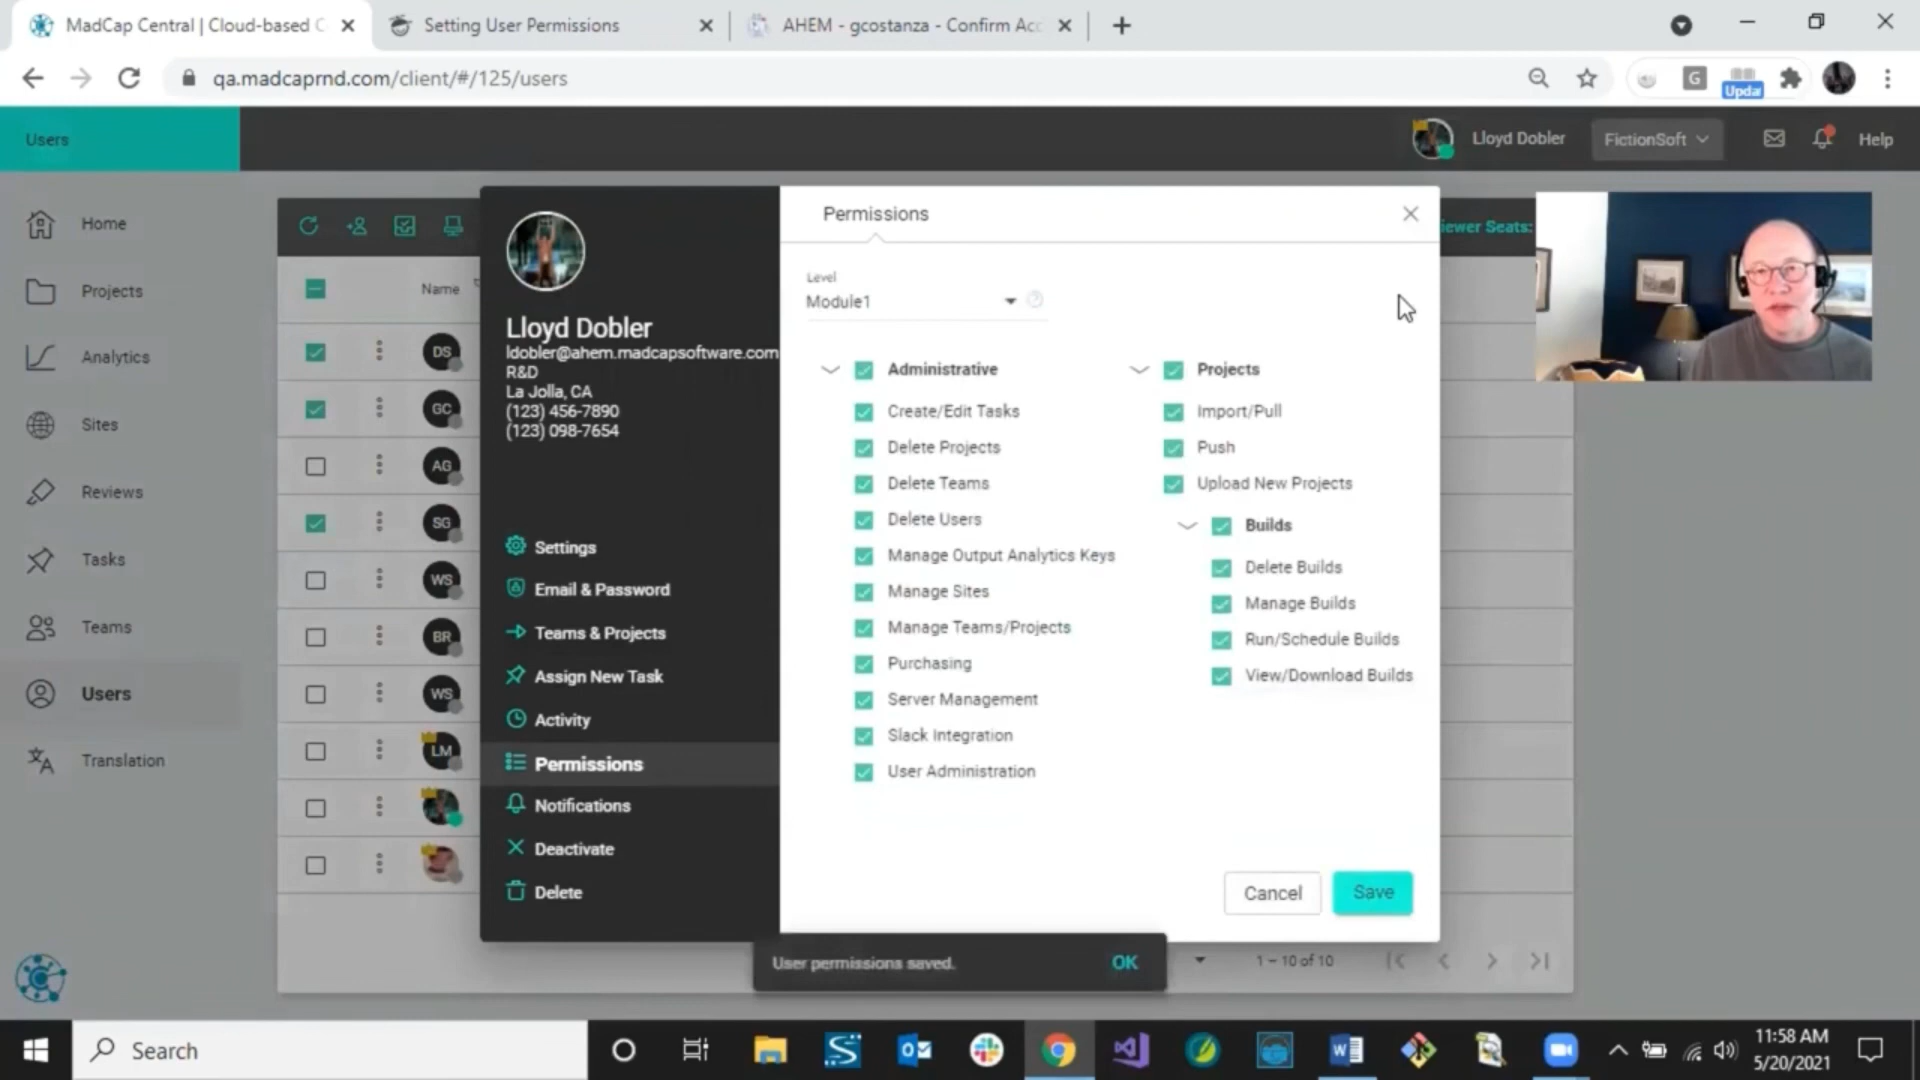 MadCap Central | Cloud-based C
Setting User Permissions
AHEM - gcostanza - Confirm Acc
qa.madcaprnd.com/client/#/125/users
G
Updat
Users
Lloyd Dobler
FictionSoft
Help
Home
Projects
Analytics
Sites
Reviews
Tasks
Teams
Users
Translation
Name
DS
GC
AG
SG
WS
BR
WS
LM
iewer Seats:
Lloyd Dobler
ldobler@ahem.madcapsoftware.com
R&D
La Jolla, CA
(123) 456-7890
(123) 098-7654
Settings
Email & Password
Teams & Projects
Assign New Task
Activity
Permissions
Notifications
Deactivate
Delete
Permissions
Level
Module1
Administrative
Create/Edit Tasks
Delete Projects
Delete Teams
Delete Users
Manage Output Analytics Keys
Manage Sites
Manage Teams/Projects
Purchasing
Server Management
Slack Integration
User Administration
Projects
Import/Pull
Push
Upload New Projects
Builds
Delete Builds
Manage Builds
Run/Schedule Builds
View/Download Builds
Cancel
Save
User permissions saved.
OK
1 – 10 of 10
Search
11:58 AM
5/20/2021